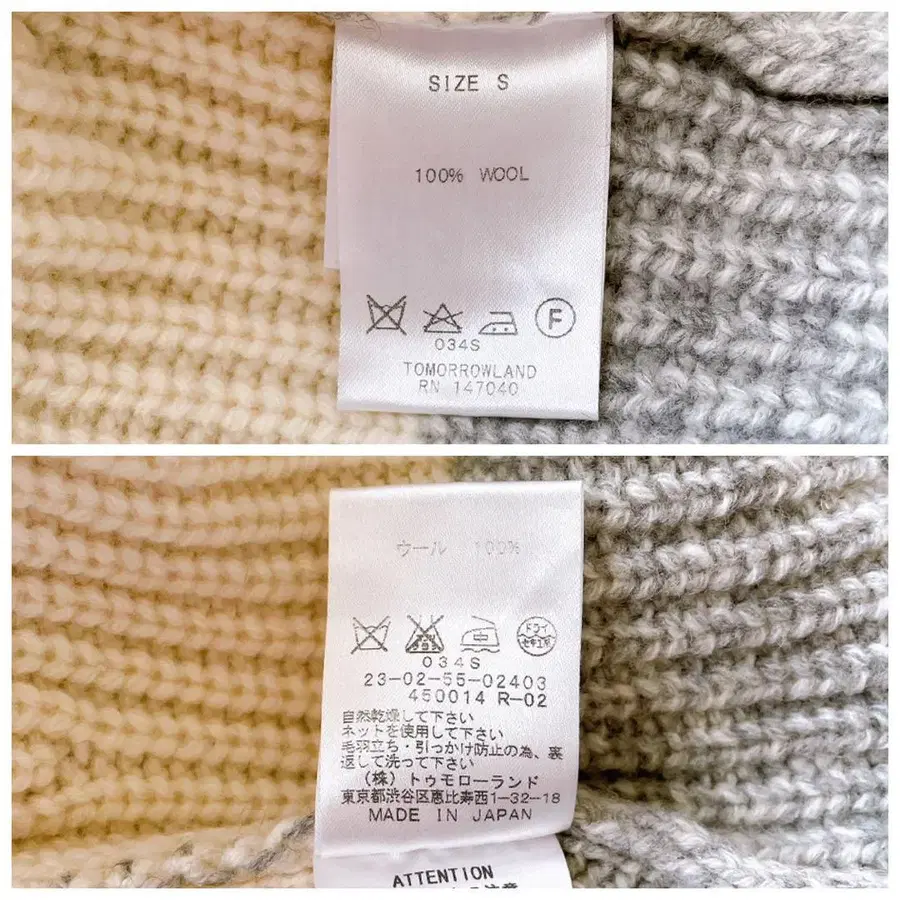 SIZE S
100% WOOL
F
034S
TOMORROWLAND
RN 147040
ウール 100%
ドライ
セキユ系
034S
23-02-55-02403
450014 R-02
自然乾燥して下さい
ネットを使用して下さい
毛羽立ち・引っかけ防止の為、裏
返して洗って下さい
(株)トゥモローランド
東京都渋谷区恵比寿西1-32-18
MADE IN JAPAN
ATTENTION